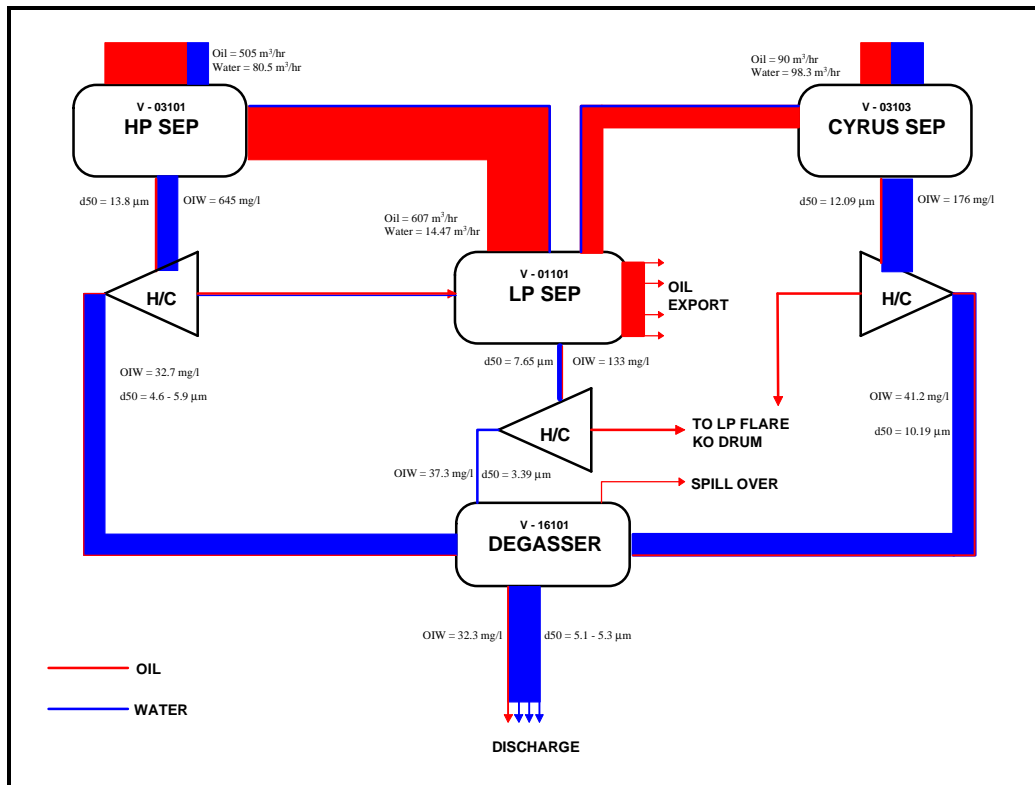 Oil = 505 m³/hr
Water = 80.5 m³/hr
Oil = 90 m³/hr
Water = 98.3 m³/hr
V - 03101
HP SEP
V - 03103
CYRUS SEP
d50 = 13.8 μm
OIW = 645 mg/l
d50 = 12.09 μm
OIW = 176 mg/l
Oil = 607 m³/hr
Water = 14.47 m³/hr
V - 01101
LP SEP
OIL
EXPORT
H/C
H/C
d50 = 7.65 μm
OIW = 133 mg/l
OIW = 32.7 mg/l
d50 = 4.6 - 5.9 μm
OIW = 41.2 mg/l
d50 = 10.19 μm
H/C
TO LP FLARE
KO DRUM
OIW = 37.3 mg/l
d50 = 3.39 μm
SPILL OVER
V - 16101
DEGASSER
OIW = 32.3 mg/l
d50 = 5.1 - 5.3 μm
OIL
WATER
DISCHARGE